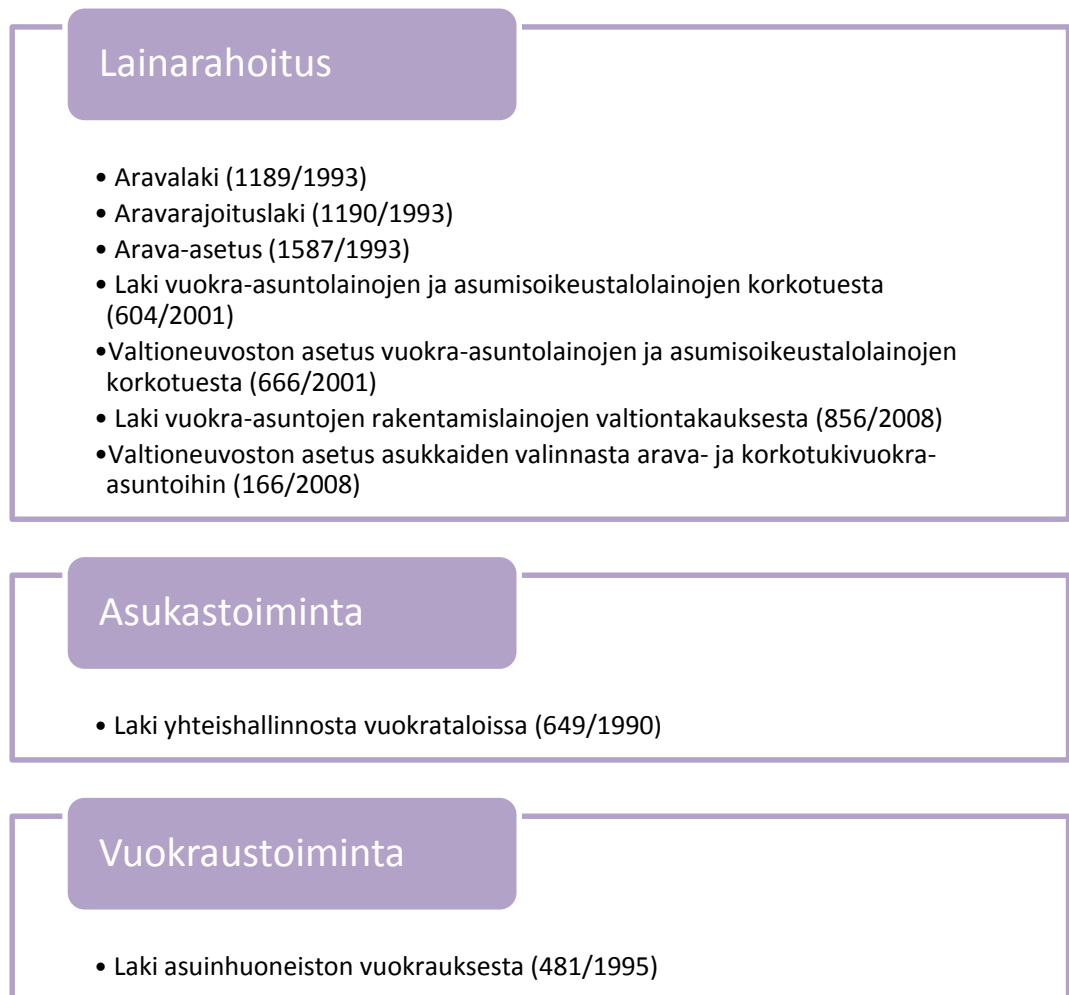 Lainarahoitus
• Aravalaki (1189/1993)
• Aravarajoituslaki (1190/1993)
• Arava-asetus (1587/1993)
• Laki vuokra-asuntolainojen ja asumisoikeustalolainojen korkotuesta
(604/2001)
•Valtioneuvoston asetus vuokra-asuntolainojen ja asumisoikeustalolainojen
korkotuesta (666/2001)
• Laki vuokra-asuntojen rakentamislainojen valtiontakauksesta (856/2008)
•Valtioneuvoston asetus asukkaiden valinnasta arava- ja korkotukivuokra-
asuntoihin (166/2008)
Asukastoiminta
• Laki yhteishallinnosta vuokrataloissa (649/1990)
Vuokraustoiminta
• Laki asuinhuoneiston vuokrauksesta (481/1995)